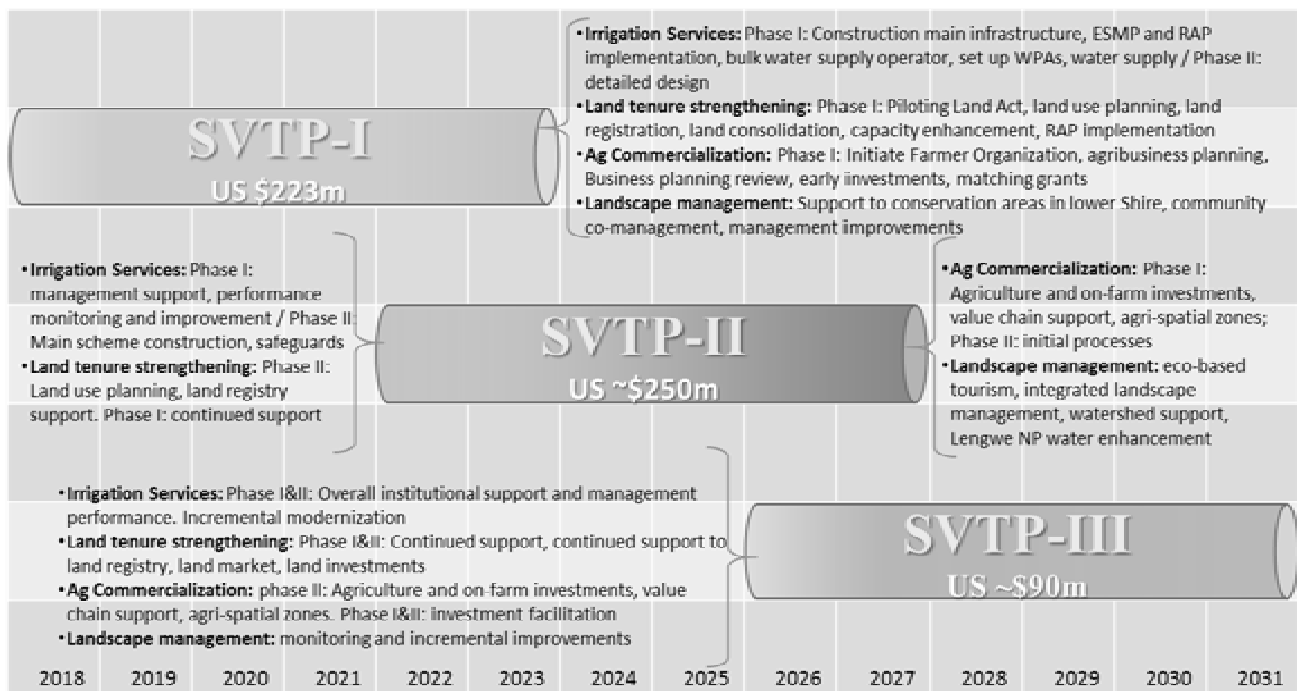 SVTP-I
US $223m
•Irrigation Services: Phase I: Construction main infrastructure, ESMP and RAP
implementation, bulk water supply operator, set up WPAs, water supply / Phase II:
detailed design
•Land tenure strengthening: Phase I: Piloting Land Act, land use planning, land
registration, land consolidation, capacity enhancement, RAP implementation
•Ag Commercialization: Phase I: Initiate Farmer Organization, agribusiness planning,
Business planning review, early investments, matching grants
•Landscape management: Support to conservation areas in lower Shire, community
co-management, management improvements
•Irrigation Services: Phase I:
management support, performance
monitoring and improvement / Phase II:
Main scheme construction, safeguards
•Land tenure strengthening: Phase II:
Land use planning, land registry
support. Phase I: continued support
SVTP-II
US ~$250m
•Ag Commercialization: Phase I:
Agriculture and on-farm investments,
value chain support, agri-spatial zones;
Phase II: initial processes
•Landscape management: eco-based
tourism, integrated landscape
management, watershed support,
Lengwe NP water enhancement
•Irrigation Services: Phase I&II: Overall institutional support and management
performance. Incremental modernization
•Land tenure strengthening: Phase I&II: Continued support, continued support to
land registry, land market, land investments
•Ag Commercialization: phase II: Agriculture and on-farm investments, value
chain support, agri-spatial zones. Phase I&II: investment facilitation
•Landscape management: monitoring and incremental improvements
SVTP-III
US ~$90m
2018 2019 2020 2021 2022 2023 2024 2025 2026 2027 2028 2029 2030 2031